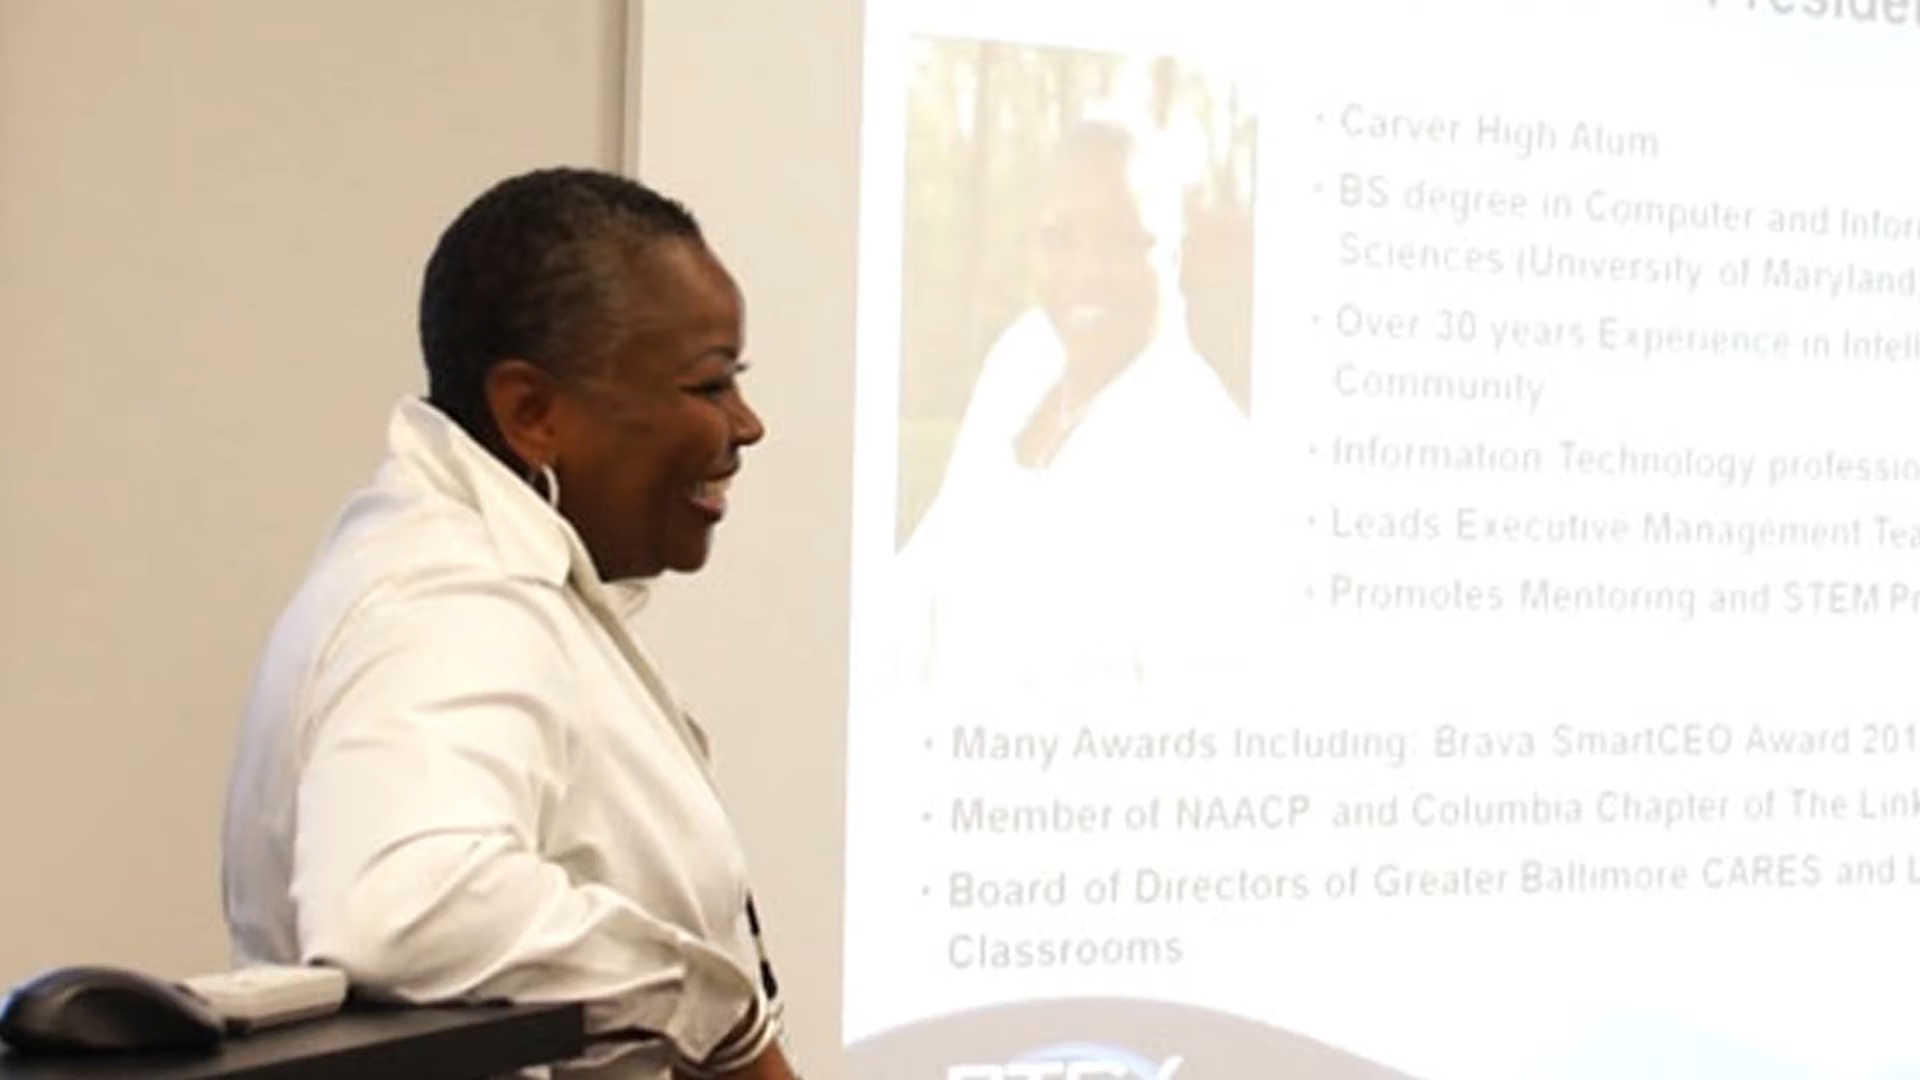 • Carver High Alum
• BS degree in Computer and
Sciences (University of Maryland
• Over 30 years Experience in
Community
• Information Technology
• Leads Executive Management
• Promotes Mentoring and STEM
• Many Awards Including: Brava SmartCEO Award
• Member of NAACP and Columbia Chapter of The
• Board of Directors of Greater Baltimore CARES and
Classrooms